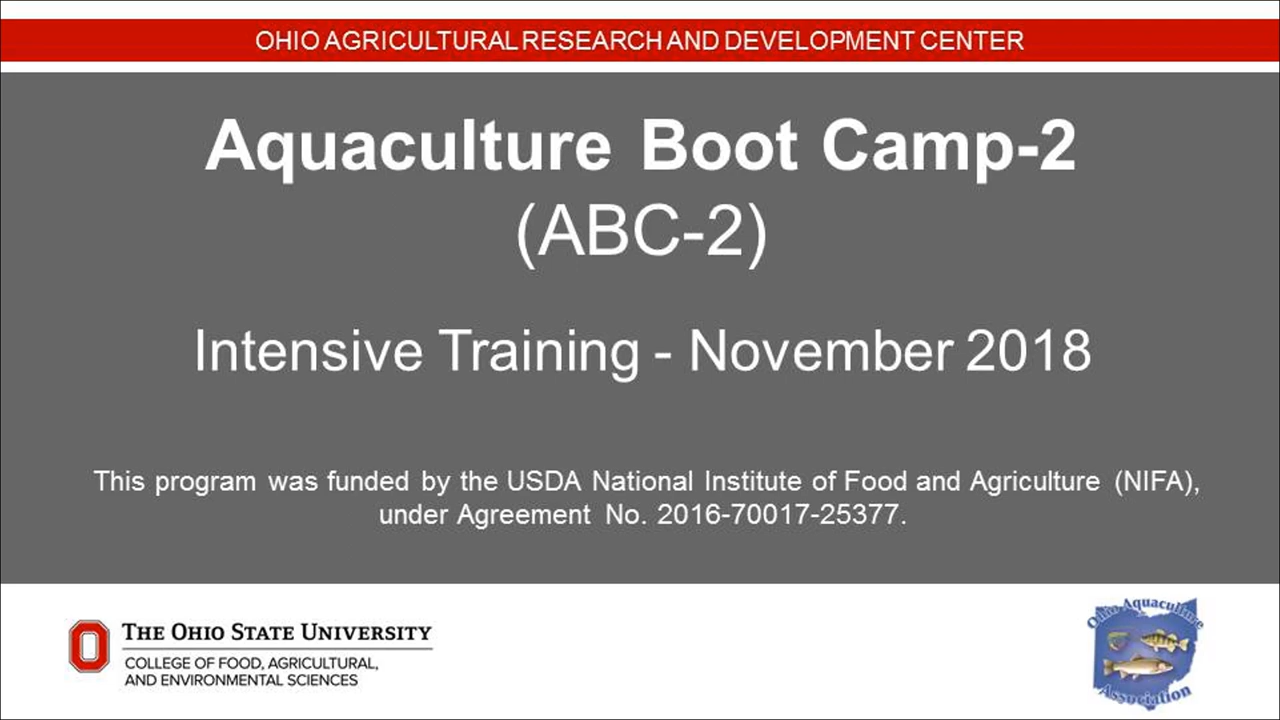 OHIO AGRICULTURAL RESEARCH AND DEVELOPMENT CENTER
Aquaculture Boot Camp-2
(ABC-2)
Intensive Training - November 2018
This program was funded by the USDA National Institute of Food and Agriculture (NIFA),
under Agreement No. 2016-70017-25377.
THE OHIO STATE UNIVERSITY
COLLEGE OF FOOD, AGRICULTURAL,
AND ENVIRONMENTAL SCIENCES
Ohio Aquaculture
Association